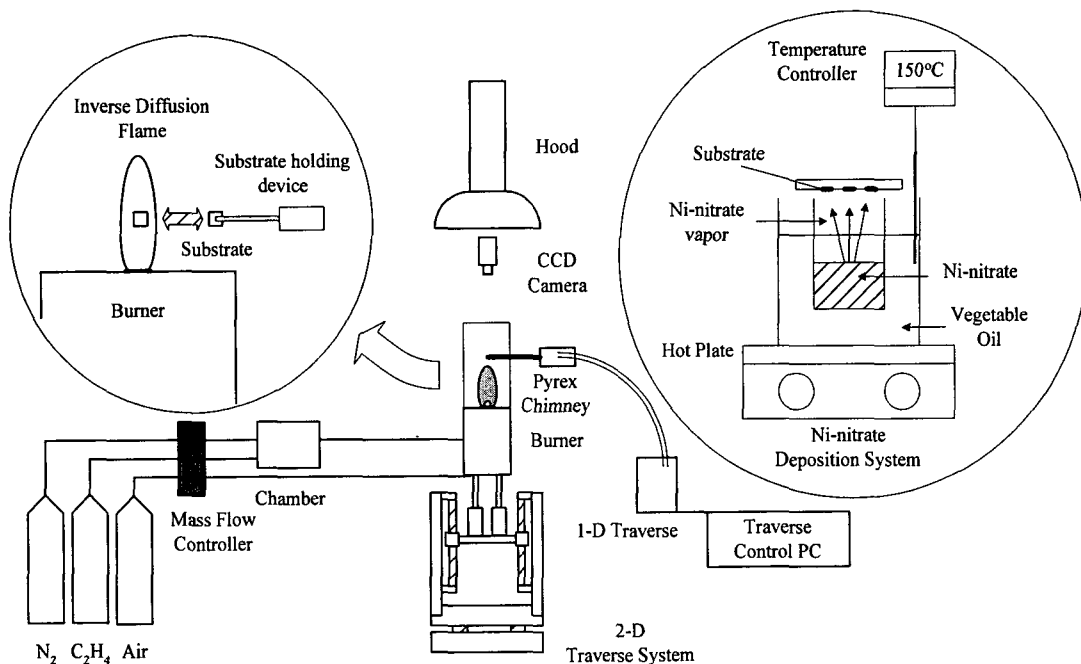 Inverse Diffusion
Flame
Substrate holding
device
Substrate
Burner
Hood
CCD
Camera
Temperature
Controller
150°C
Substrate
Ni-nitrate
vapor
Ni-nitrate
Vegetable
Oil
Hot Plate
Ni-nitrate
Deposition System
Pyrex
Chimney
Burner
Chamber
Mass Flow
Controller
1-D Traverse
Traverse
Control PC
2-D
Traverse System
N₂ C₂H₄ Air